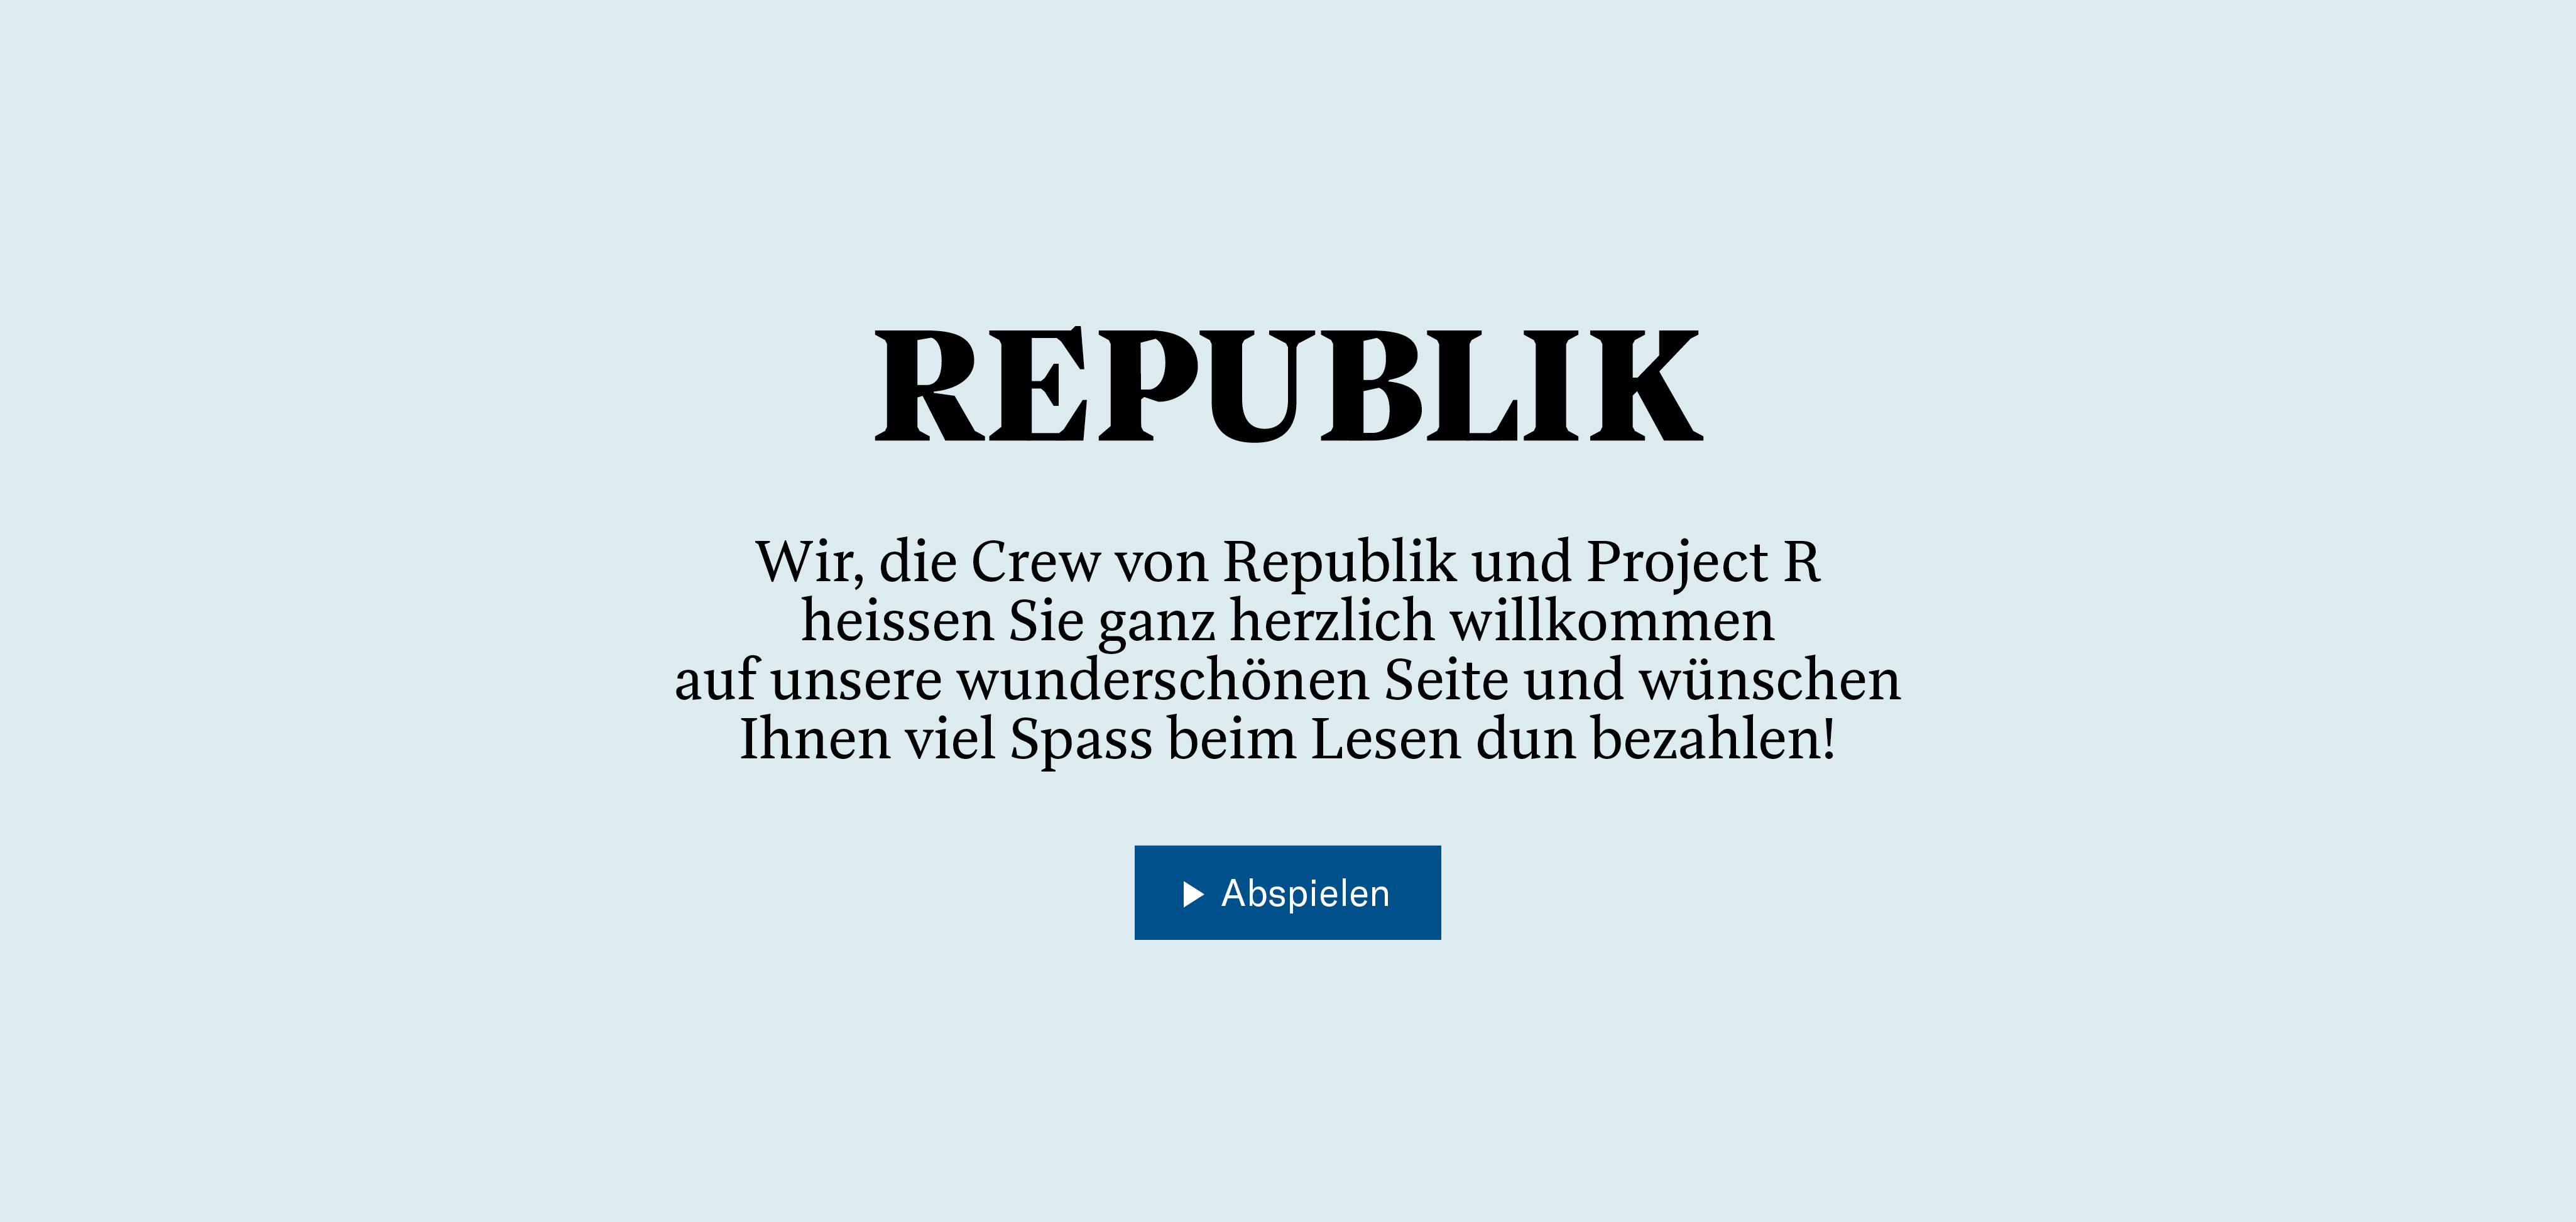 REPUBLIK
Wir, die Crew von Republik und Project R
heissen Sie ganz herzlich willkommen
auf unsere wunderschönen Seite und wünschen
Ihnen viel Spass beim Lesen dun bezahlen!
Abspielen